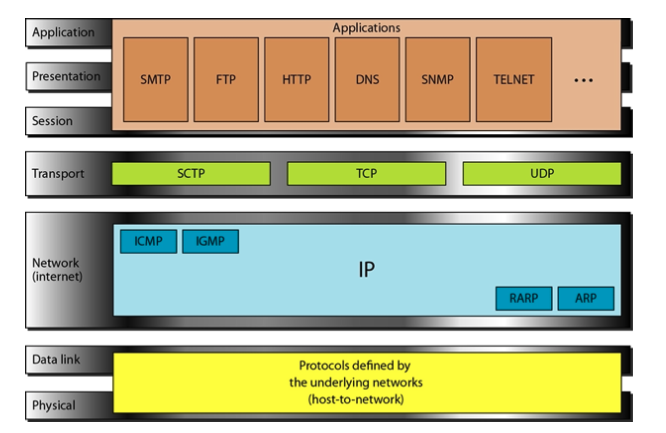 Application
Applications
Presentation
SMTP FTP HTTP DNS SNMP TELNET ...
Session
Transport
SCTP TCP UDP
Network
(internet)
ICMP IGMP
IP
RARP ARP
Data link
Protocols defined by
the underlying networks
(host-to-network)
Physical